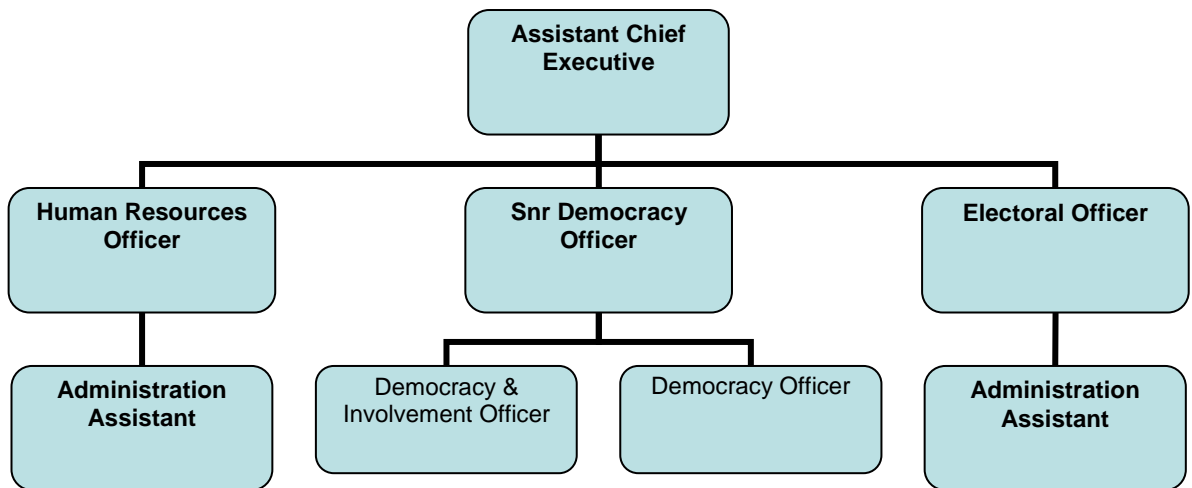 Assistant Chief
Executive
Human Resources
Officer
Snr Democracy
Officer
Electoral Officer
Administration
Assistant
Democracy &
Involvement Officer
Democracy Officer
Administration
Assistant